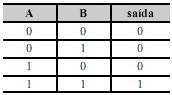 A B saída
0 0 0
0 1 0
1 0 0
1 1 1